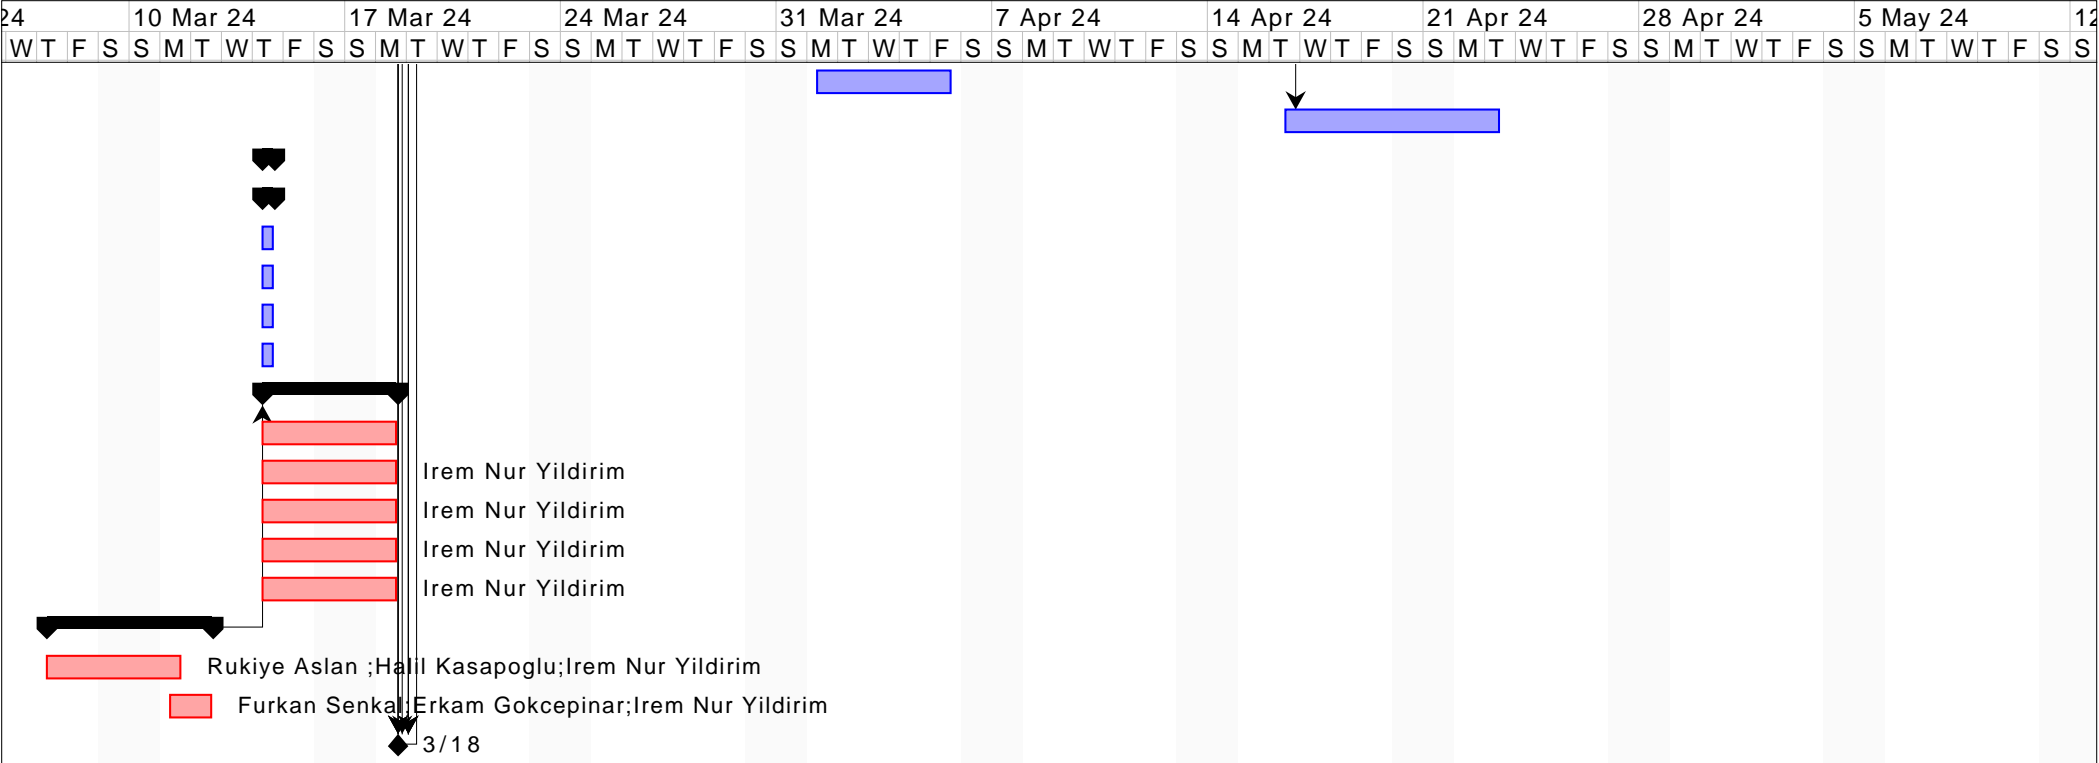 24 10 Mar 24 17 Mar 24 24 Mar 24 31 Mar 24 7 Apr 24 14 Apr 24 21 Apr 24 28 Apr 24 5 May 24 12
W T F S S M T W T F S S M T W T F S S M T W T F S S M T W T F S S M T W T F S S M T W T F S S M T W T F S S M T W T F S S M T W T F S S
Irem Nur Yildirim
Irem Nur Yildirim
Irem Nur Yildirim
Irem Nur Yildirim
Rukiye Aslan ;Halil Kasapoglu;Irem Nur Yildirim
Furkan Senkal;Erkam Gokcepinar;Irem Nur Yildirim
3/18